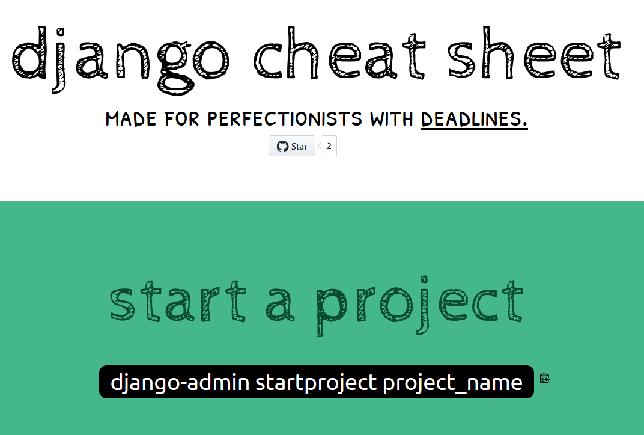 django cheat sheet
MADE FOR PERFECTIONISTS WITH DEADLINES.
Star 2
start a project
django-admin startproject project_name